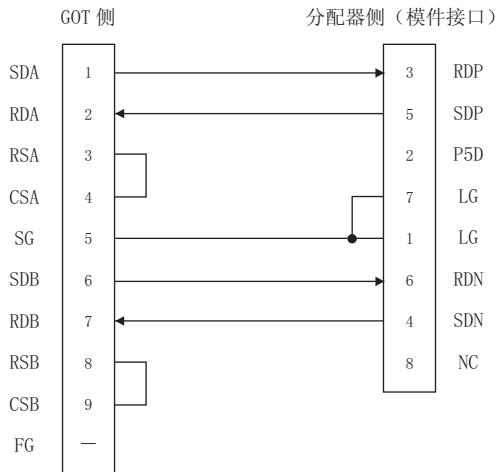 GOT 侧 分配器侧（模件接口）
SDA 1 3 RDP
RDA 2 5 SDP
RSA 3 2 P5D
CSA 4 7 LG
SG 5 1 LG
SDB 6 6 RDN
RDB 7 4 SDN
RSB 8 8 NC
CSB 9
FG —